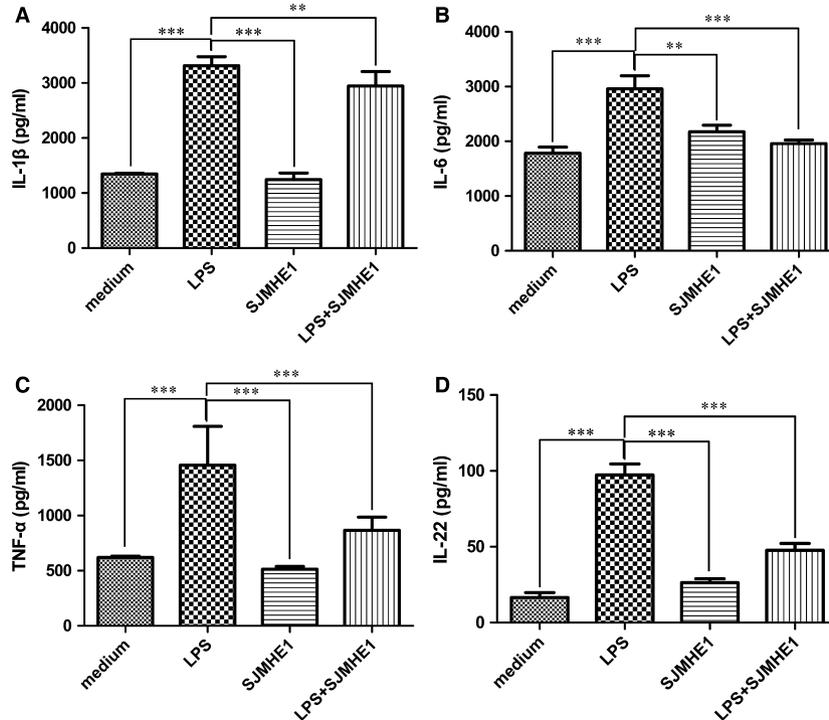 A
IL-1β (pg/ml)
4000
3000
2000
1000
0
***
***
**
medium
LPS
SJMHE1
LPS+SJMHE1
B
IL-6 (pg/ml)
4000
3000
2000
1000
0
***
**
***
medium
LPS
SJMHE1
LPS+SJMHE1
C
TNF-α (pg/ml)
2000
1500
1000
500
0
***
***
***
medium
LPS
SJMHE1
LPS+SJMHE1
D
IL-22 (pg/ml)
150
100
50
0
***
***
***
medium
LPS
SJMHE1
LPS+SJMHE1